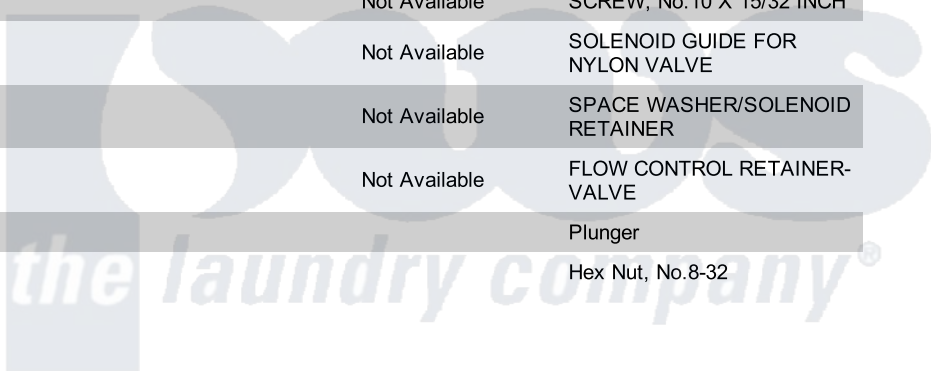 Not Available SCREW, No.10 X 15/32 INCH
SOLENOID GUIDE FOR
Not Available
NYLON VALVE
SPACE WASHER/SOLENOID
Not Available
RETAINER
FLOW CONTROL RETAINER-
Not Available
VALVE
Plunger
Hex Nut, No.8-32
the laundry company®